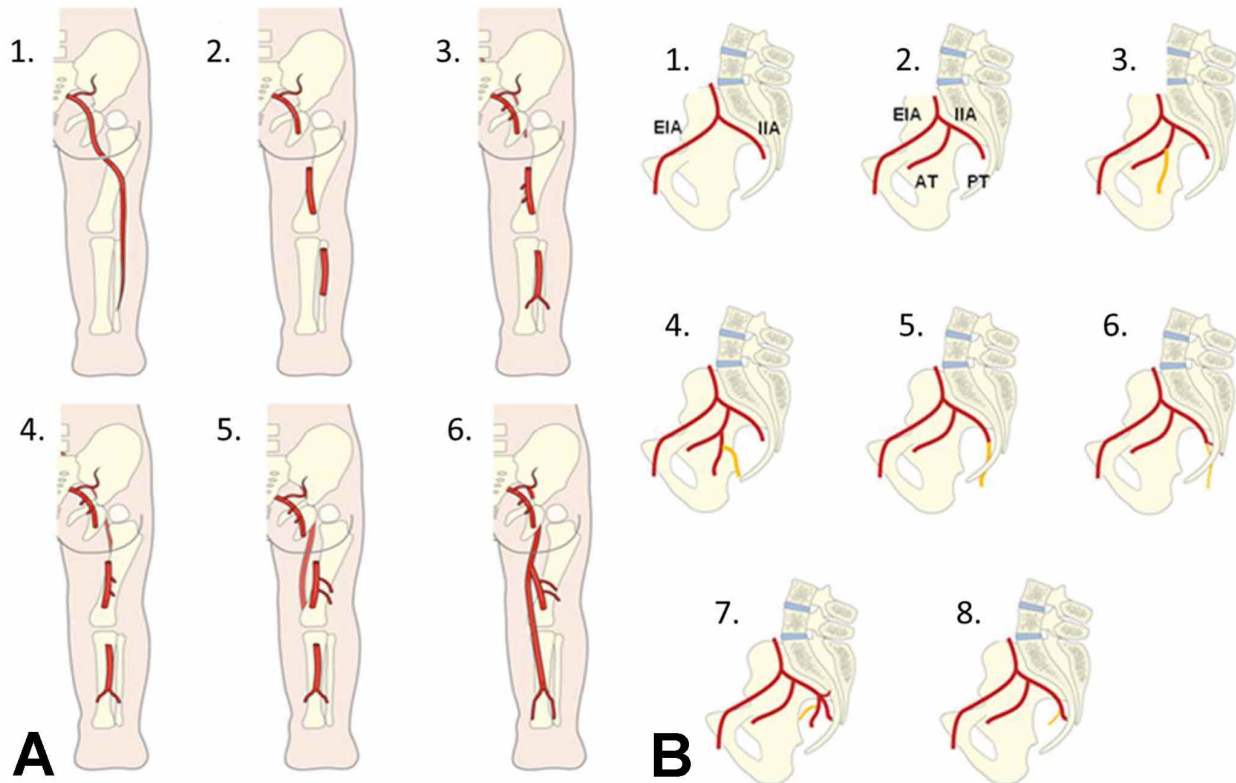 1. 2. 3.
4. 5. 6.
A
1. 2. 3.
EIA IIA EIA IIA
AT PT
4. 5. 6.
7. 8.
B